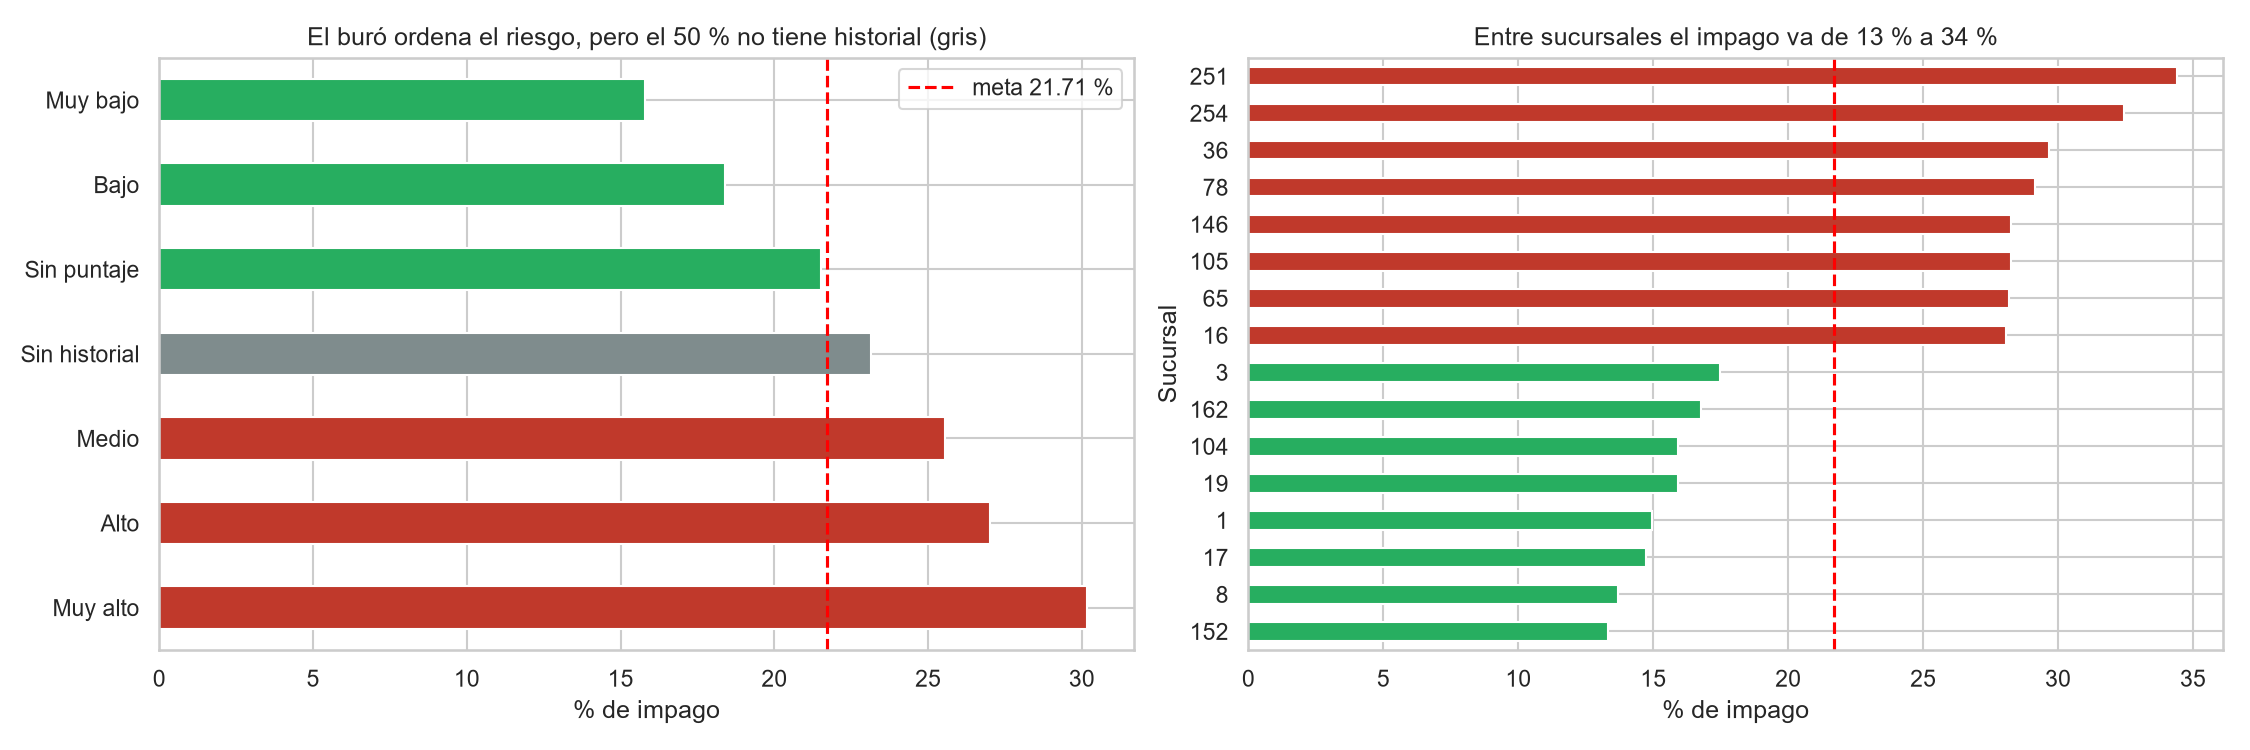 El buró ordena el riesgo, pero el 50 % no tiene historial (gris)
meta 21.71 %
Muy bajo
Bajo
Sin puntaje
Sin historial
Medio
Alto
Muy alto
0 5 10 15 20 25 30
% de impago
Entre sucursales el impago va de 13 % a 34 %
Sucursal
251
254
36
78
146
105
65
16
3
162
104
19
1
17
8
152
0 5 10 15 20 25 30 35
% de impago